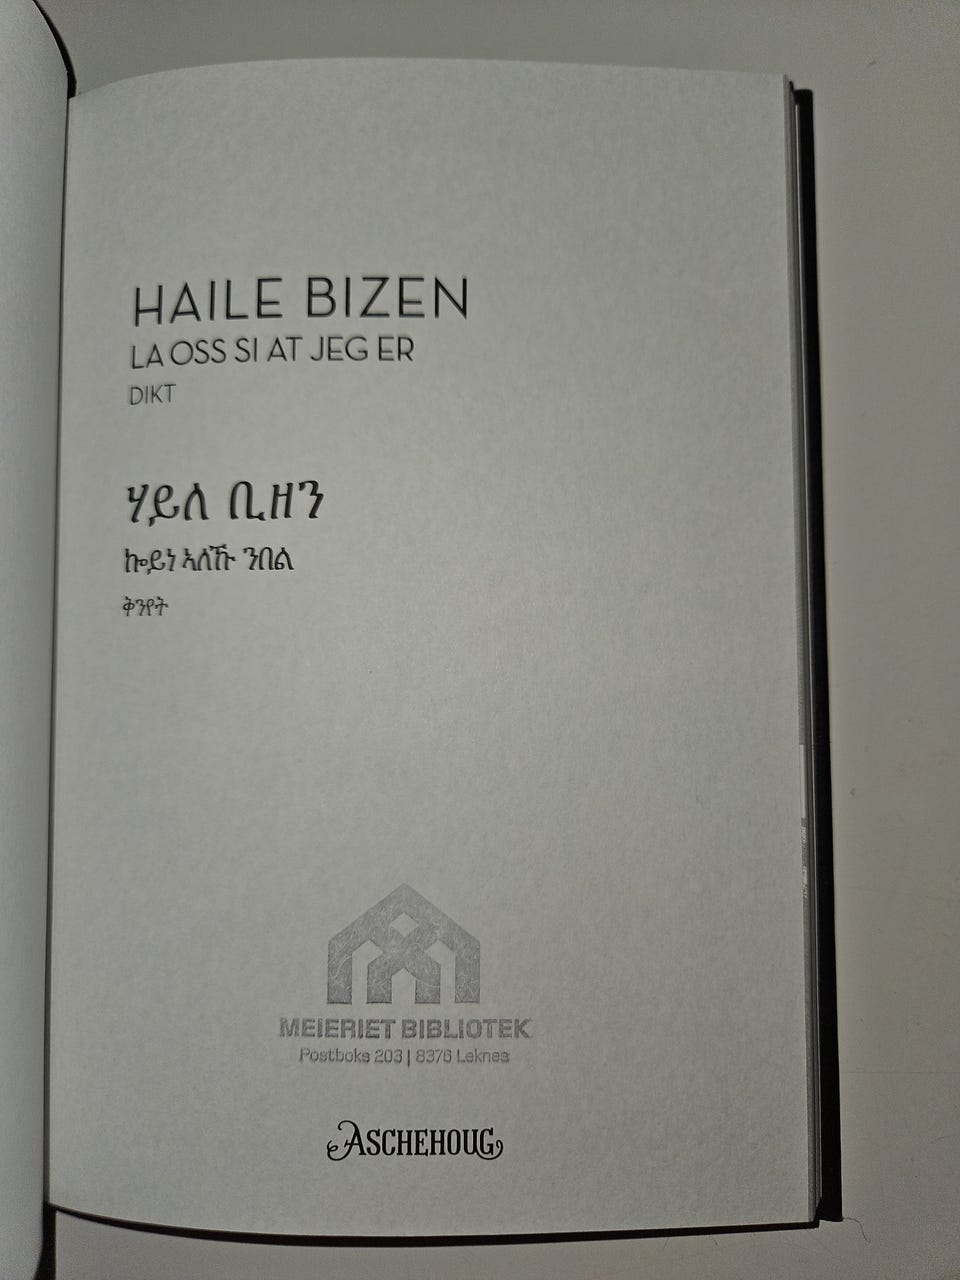 HAILE BIZEN
LA OSS SI AT JEG ER
DIKT
ሃይለ ቢዘን
ኰይነ ኣለኹ ንበል
ቅንየት
MEIERIET BIBLIOTEK
Postboks 203 | 8376 Leknes
ASCHEHOUG